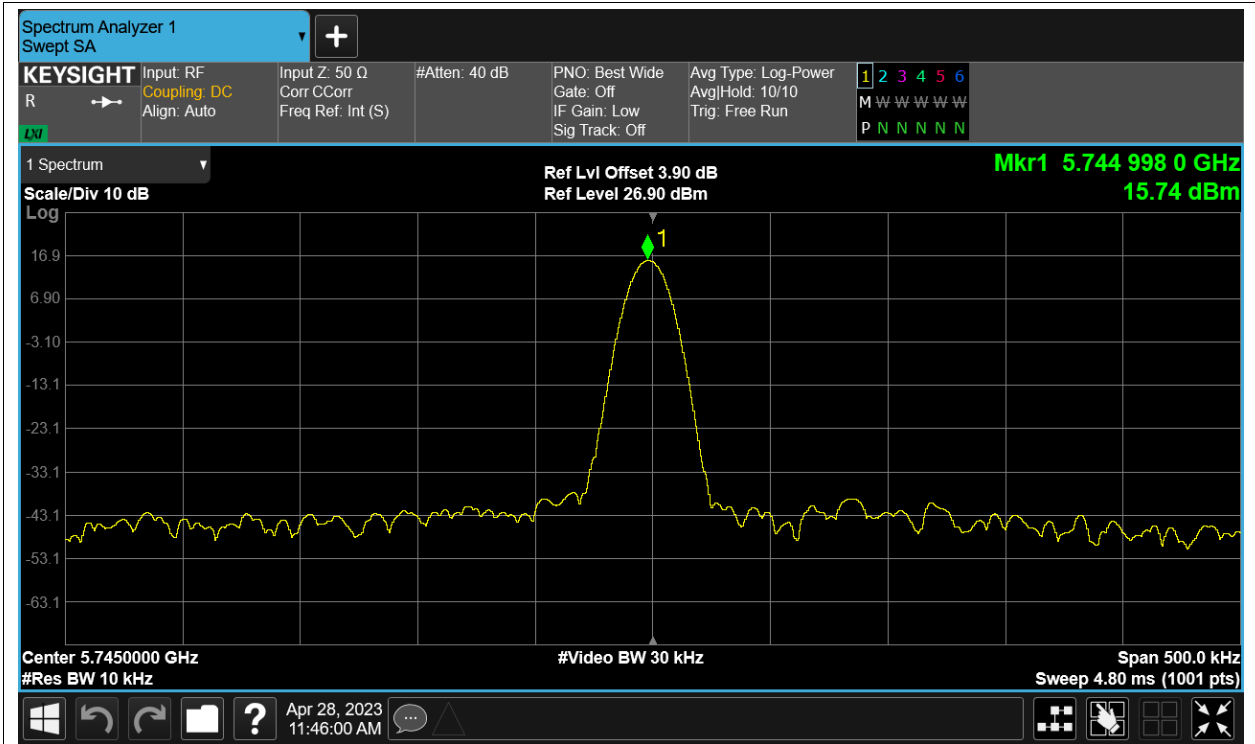 Spectrum Analyzer 1
Swept SA
KEYSIGHT
R
LXI
Input: RF
Coupling: DC
Align: Auto
Input Z: 50 Ω
Corr CCorr
Freq Ref: Int (S)
#Atten: 40 dB
PNO: Best Wide
Gate: Off
IF Gain: Low
Sig Track: Off
Avg Type: Log-Power
Avg|Hold: 10/10
Trig: Free Run
1 2 3 4 5 6
M W W W W W
P N N N N N
1 Spectrum
Scale/Div 10 dB
Log
Ref Lvl Offset 3.90 dB
Ref Level 26.90 dBm
Mkr1 5.744 998 0 GHz
15.74 dBm
1
16.9
6.90
-3.10
-13.1
-23.1
-33.1
-43.1
-53.1
-63.1
Center 5.7450000 GHz
#Res BW 10 kHz
#Video BW 30 kHz
Span 500.0 kHz
Sweep 4.80 ms (1001 pts)
?
Apr 28, 2023
11:46:00 AM